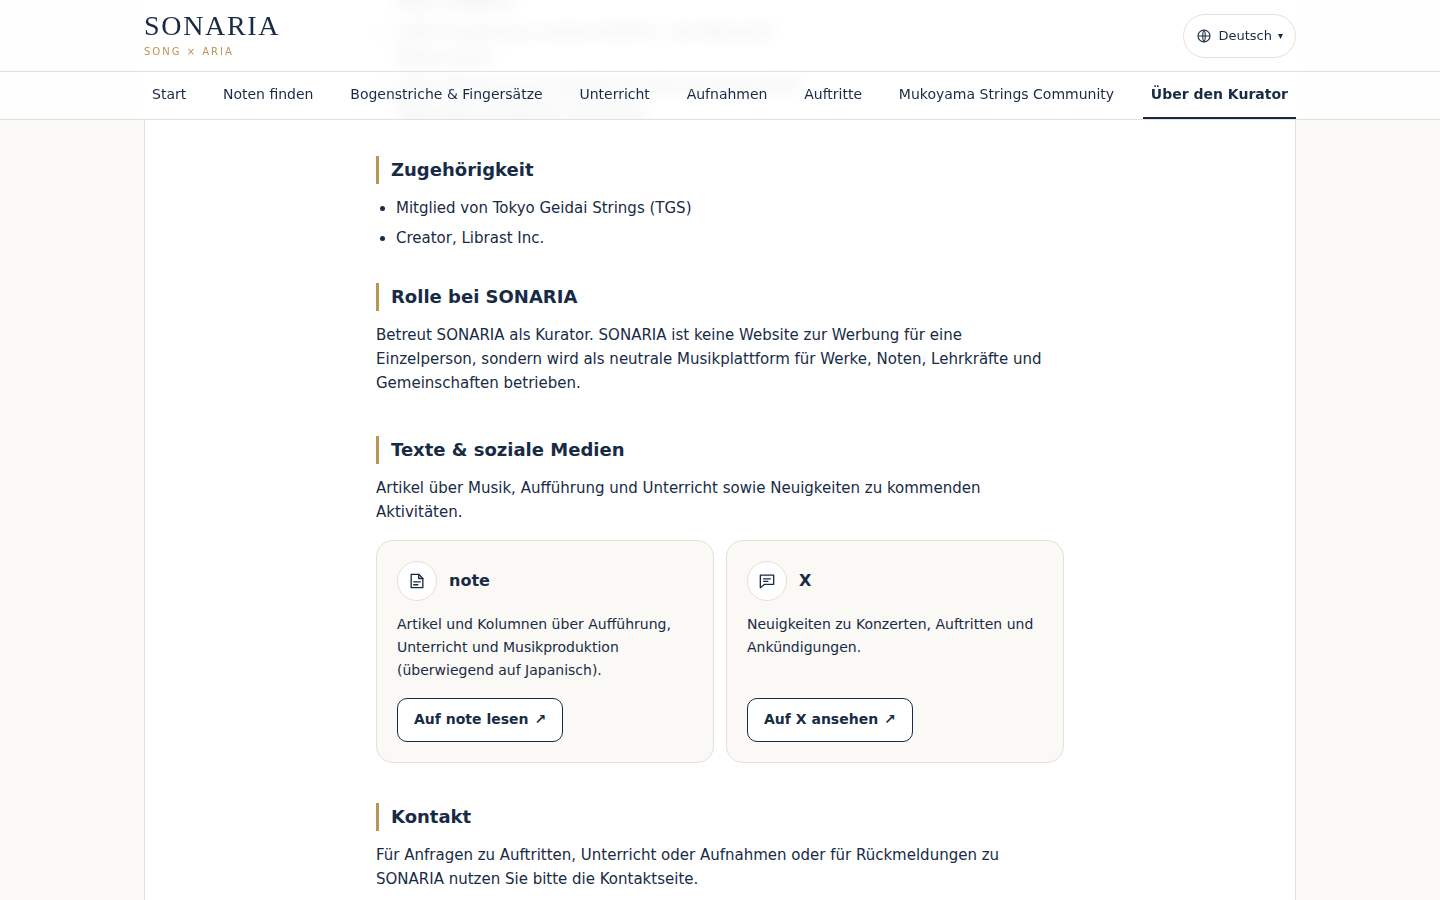 SONARIA
SONG × ARIA
Deutsch ▾
Start
Noten finden
Bogenstriche & Fingersätze
Unterricht
Aufnahmen
Auftritte
Mukoyama Strings Community
Über den Kurator
Zugehörigkeit
• Mitglied von Tokyo Geidai Strings (TGS)
• Creator, Librast Inc.
Rolle bei SONARIA
Betreut SONARIA als Kurator. SONARIA ist keine Website zur Werbung für eine
Einzelperson, sondern wird als neutrale Musikplattform für Werke, Noten, Lehrkräfte und
Gemeinschaften betrieben.
Texte & soziale Medien
Artikel über Musik, Aufführung und Unterricht sowie Neuigkeiten zu kommenden
Aktivitäten.
note
Artikel und Kolumnen über Aufführung,
Unterricht und Musikproduktion
(überwiegend auf Japanisch).
Auf note lesen ↗
X
Neuigkeiten zu Konzerten, Auftritten und
Ankündigungen.
Auf X ansehen ↗
Kontakt
Für Anfragen zu Auftritten, Unterricht oder Aufnahmen oder für Rückmeldungen zu
SONARIA nutzen Sie bitte die Kontaktseite.